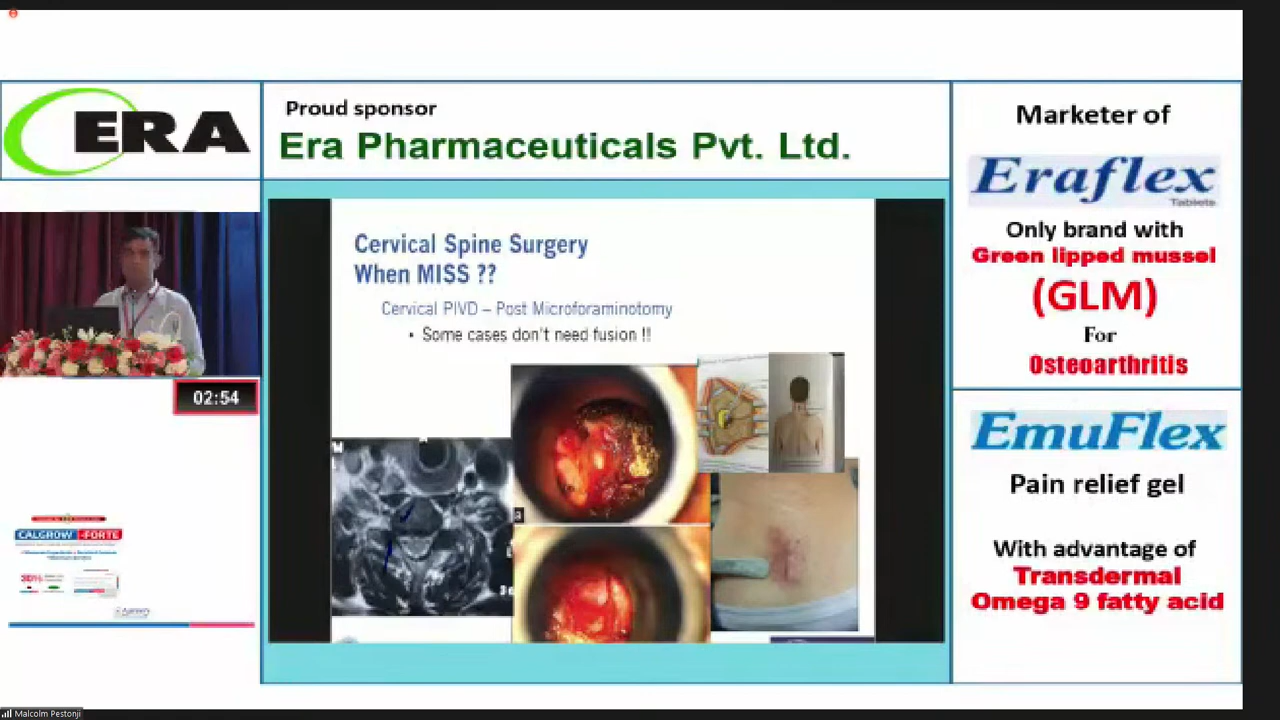 ERA
Proud sponsor
Era Pharmaceuticals Pvt. Ltd.
02:54
CALGROW-FORTE
30%
Cervical Spine Surgery
When MISS ??
Cervical PIVD – Post Microforaminotomy
• Some cases don't need fusion !!
Marketer of
Eraflex
Tablets
Only brand with
Green lipped mussel
(GLM)
For
Osteoarthritis
EmuFlex
Pain relief gel
With advantage of
Transdermal
Omega 9 fatty acid
Malcolm Pestonji